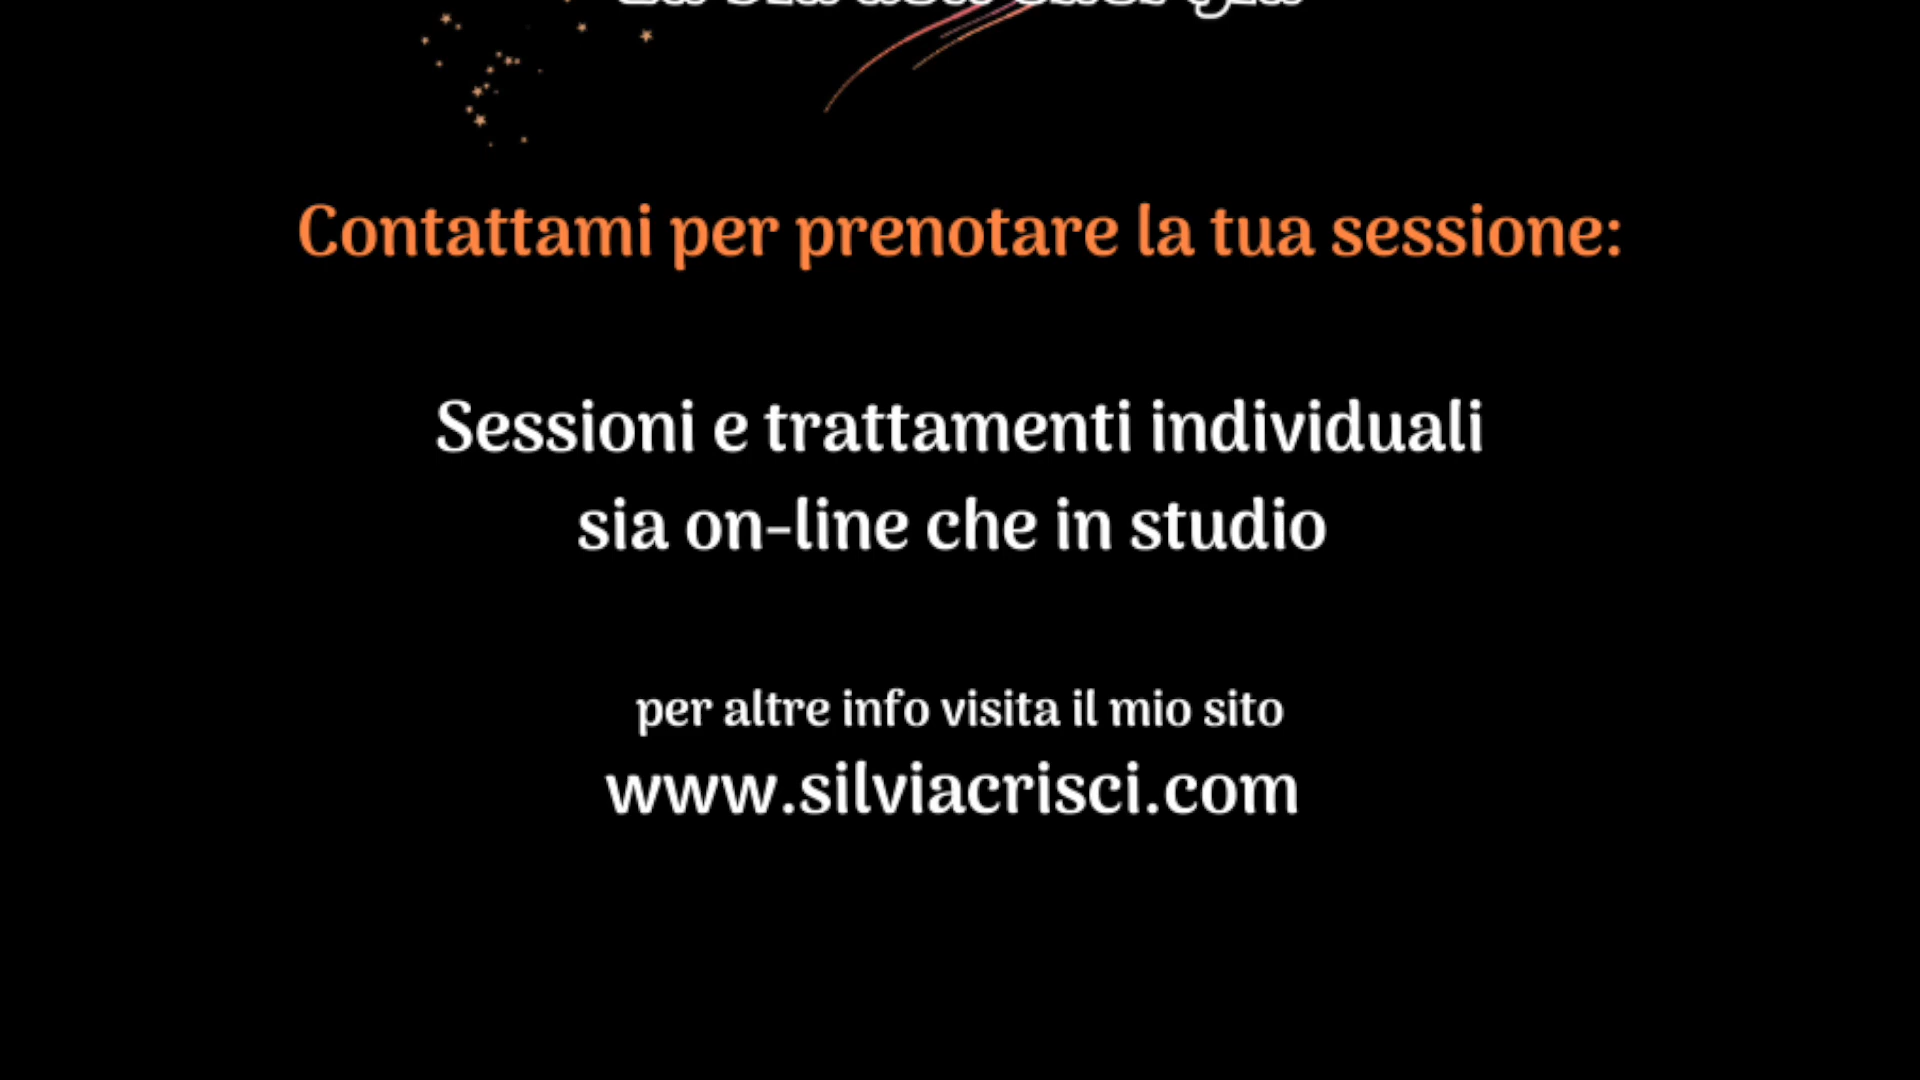 Contattami per prenotare la tua sessione:
Sessioni e trattamenti individuali
sia on-line che in studio
per altre info visita il mio sito
www.silviacrisci.com